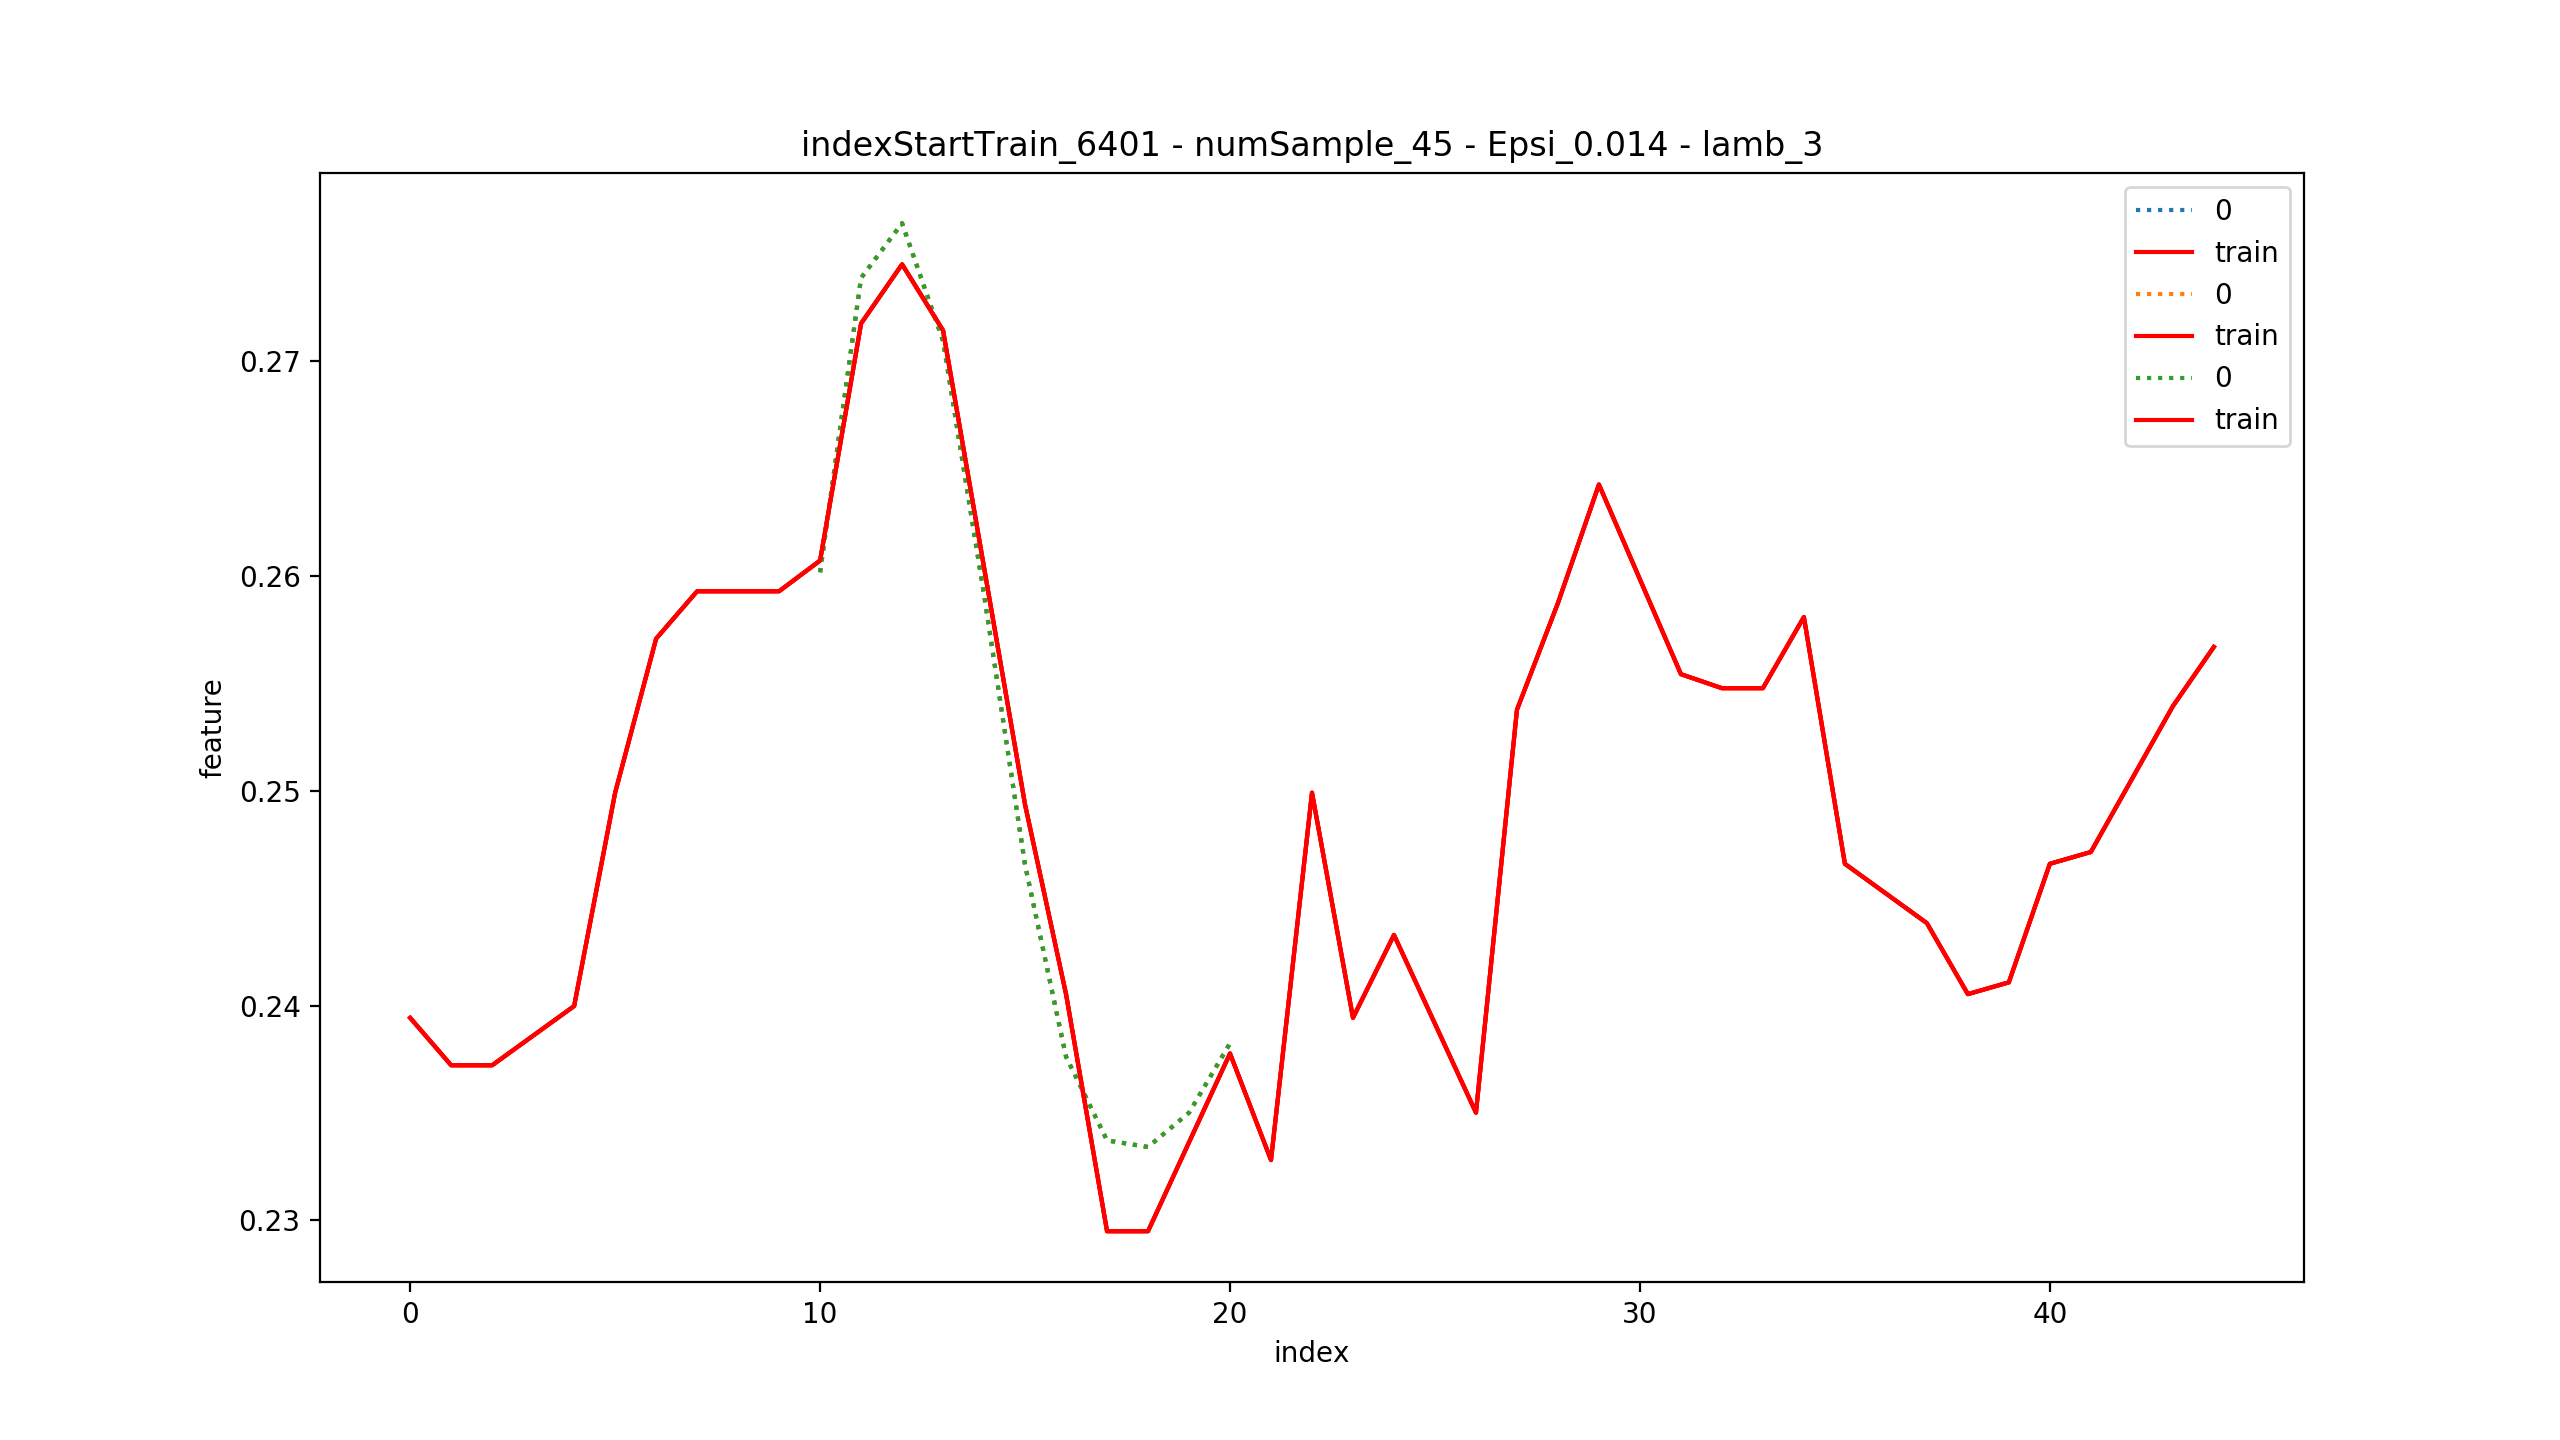 indexStartTrain_6401 - numSample_45 - Epsi_0.014 - lamb_3
0
train
0
train
0
train
0.27
0.26
0.25
0.24
0.23
feature
0 10 20 30 40
index